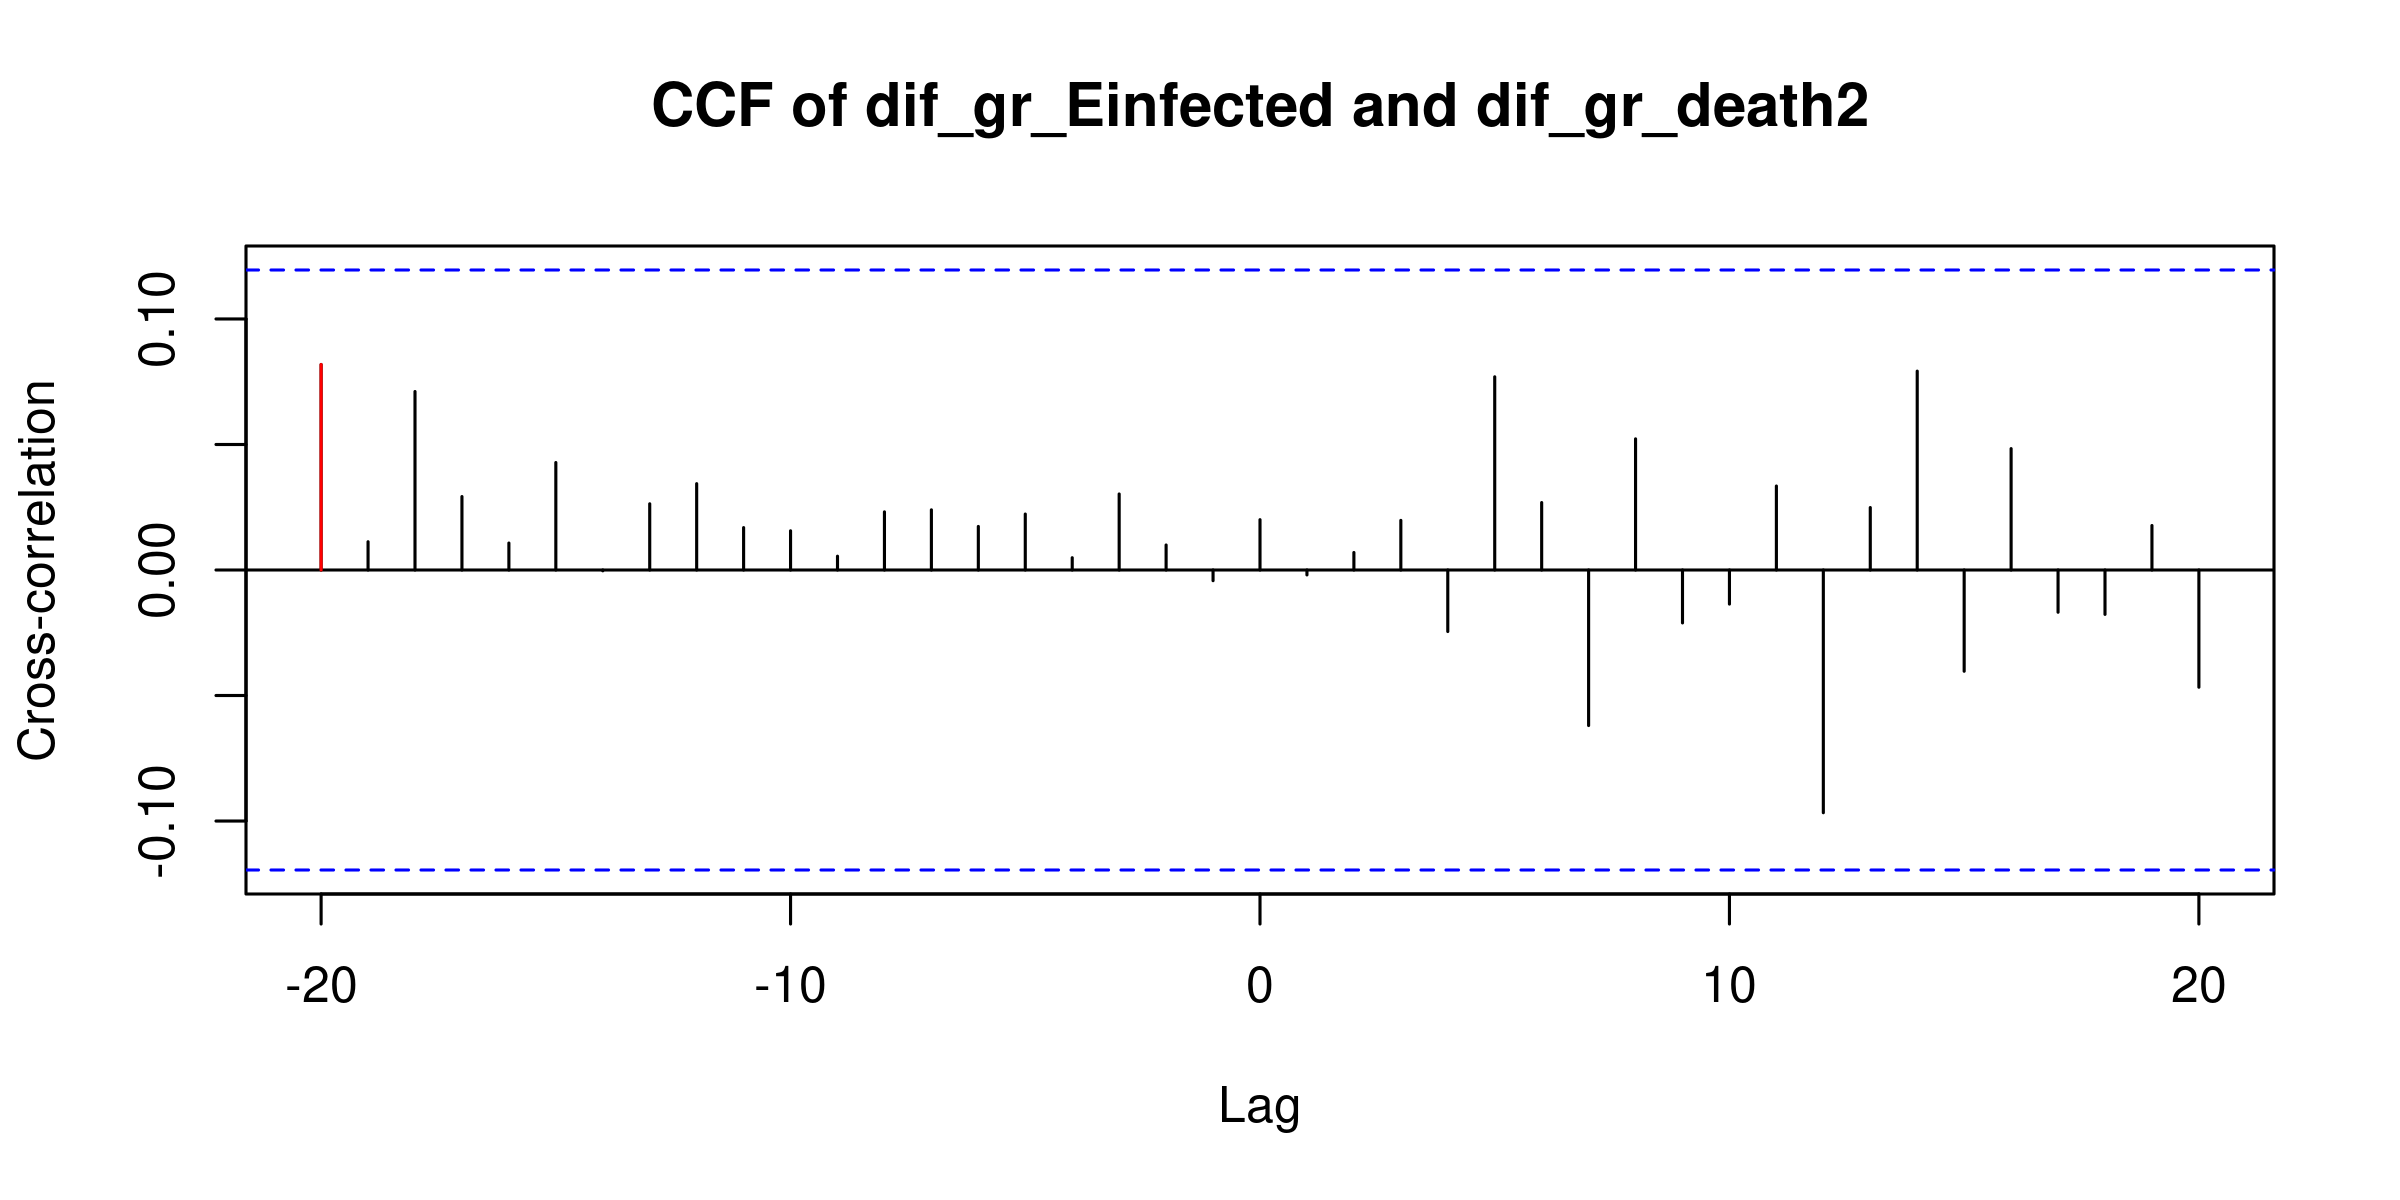 CCF of dif_gr_Einfected and dif_gr_death2
Cross-correlation
0.10
0.00
-0.10
-20
-10
0
10
20
Lag